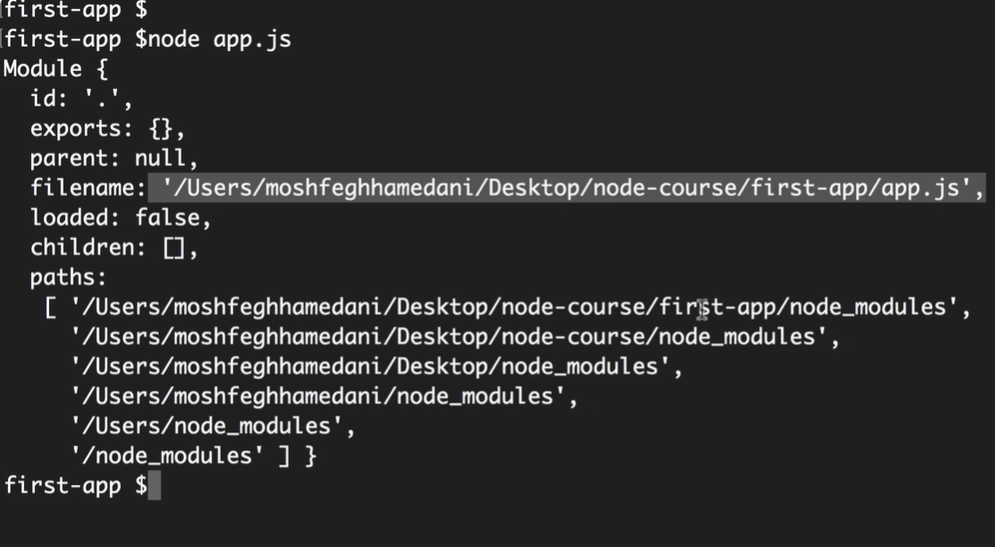 first-app $
first-app $node app.js
Module {
  id: '.',
  exports: {},
  parent: null,
  filename: '/Users/moshfeghhamedani/Desktop/node-course/first-app/app.js',
  loaded: false,
  children: [],
  paths:
   [ '/Users/moshfeghhamedani/Desktop/node-course/first-app/node_modules',
     '/Users/moshfeghhamedani/Desktop/node-course/node_modules',
     '/Users/moshfeghhamedani/Desktop/node_modules',
     '/Users/moshfeghhamedani/node_modules',
     '/Users/node_modules',
     '/node_modules' ] }
first-app $